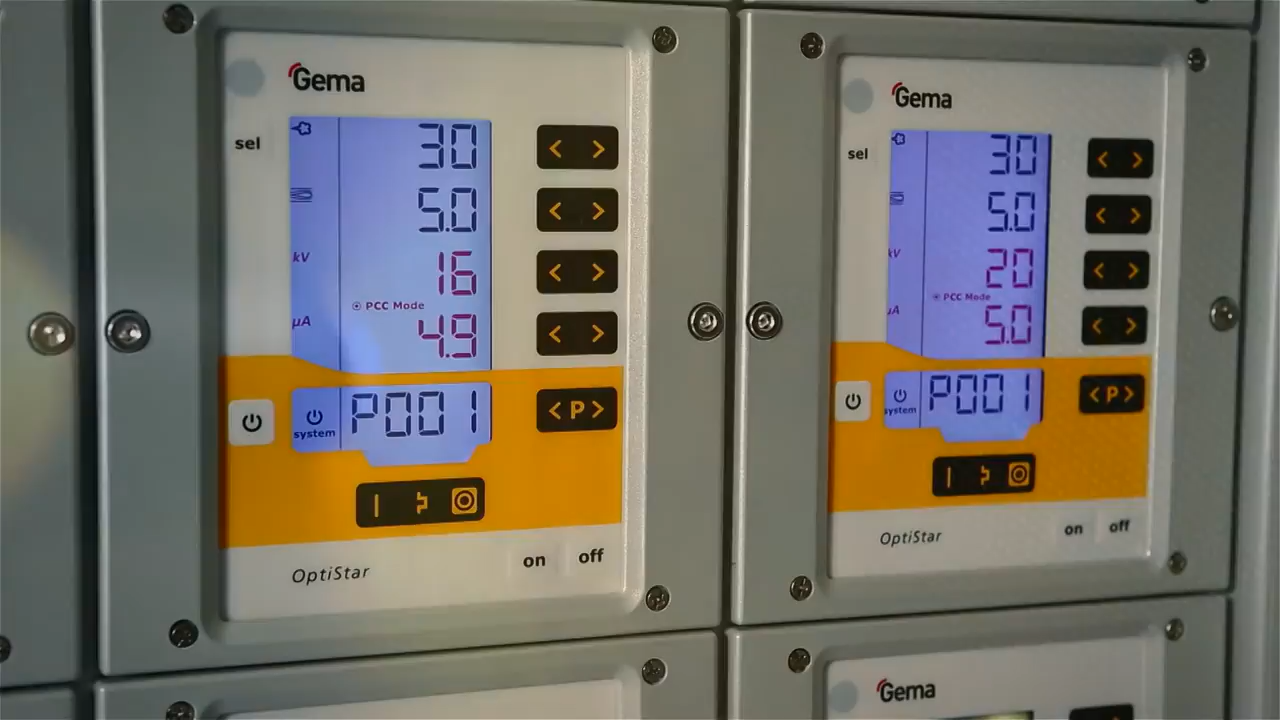 Gema
sel
30
5.0
kV
16
PCC Mode
µA
4.9
system
P001
< P >
on off
OptiStar
Gema
sel
30
5.0
kV
20
PCC Mode
µA
5.0
system
P001
< P >
on off
OptiStar
Gema